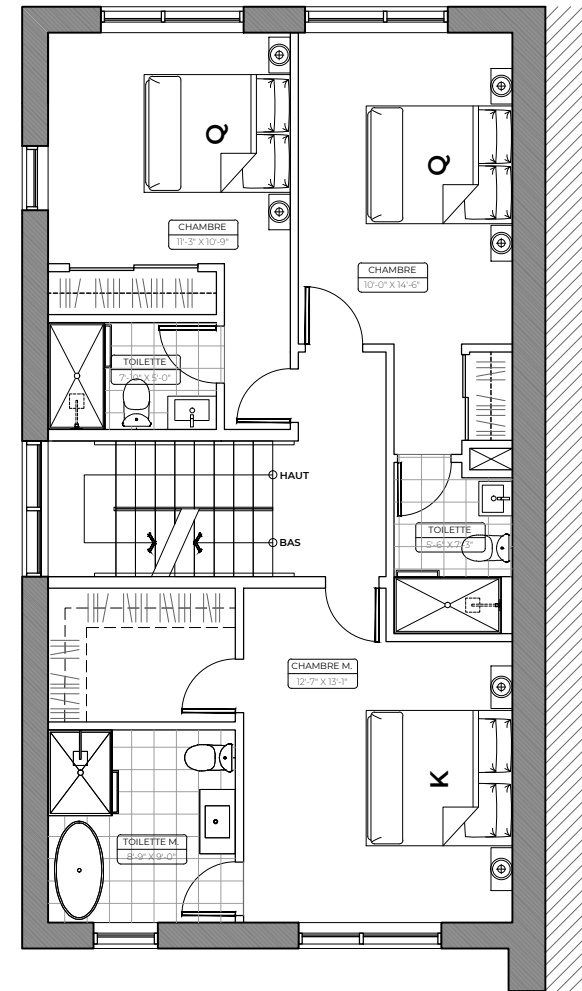 Q
Q
CHAMBRE
11'-3" X 10'-9"
CHAMBRE
10'-0" X 14'-6"
TOILETTE
7'-10" X 5'-0"
HAUT
BAS
TOILETTE
5'-6" X 7'-3"
CHAMBRE M.
12'-7" X 13'-1"
K
TOILETTE M.
8'-9" X 9'-0"